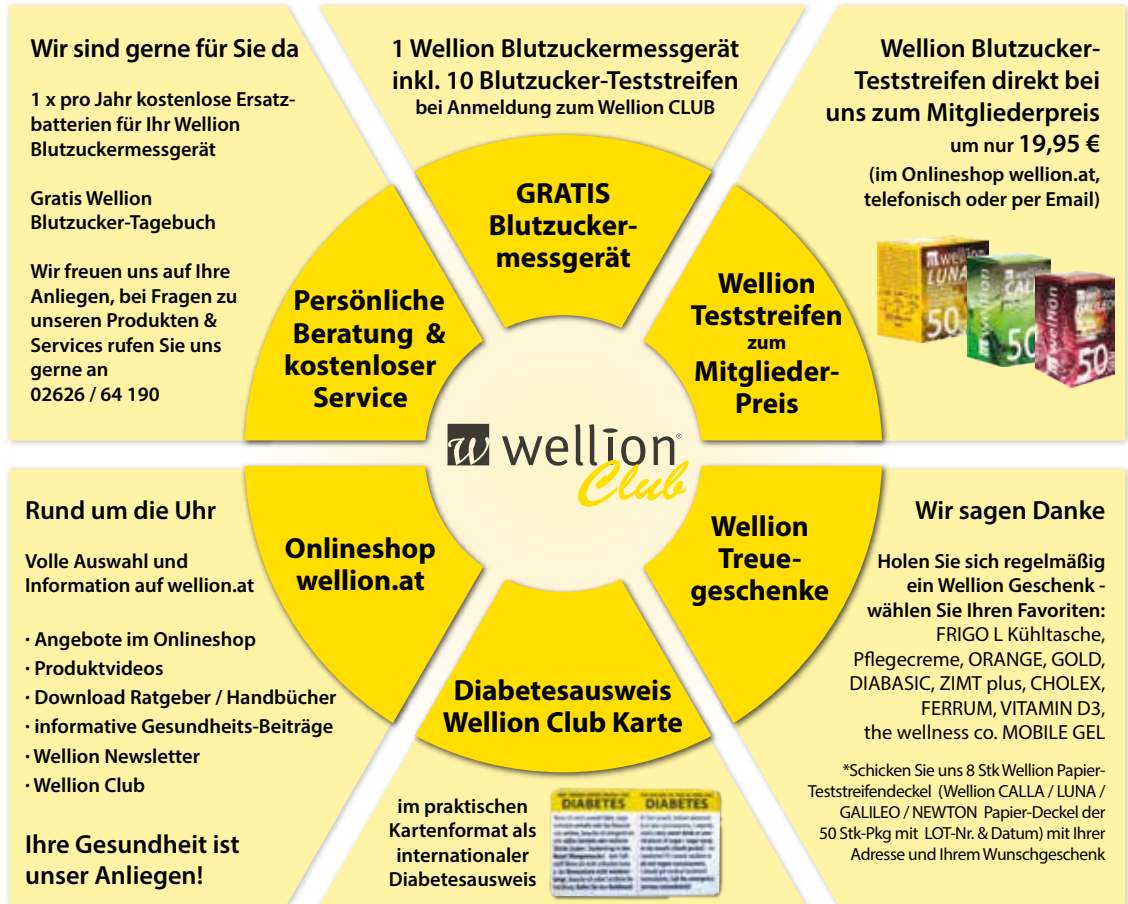 Wir sind gerne für Sie da
1 x pro Jahr kostenlose Ersatz-
batterien für Ihr Wellion
Blutzuckermessgerät
Gratis Wellion
Blutzucker-Tagebuch
Wir freuen uns auf Ihre
Anliegen, bei Fragen zu
unseren Produkten &
Services rufen Sie uns
gerne an
02626 / 64 190
1 Wellion Blutzuckermessgerät
inkl. 10 Blutzucker-Teststreifen
bei Anmeldung zum Wellion CLUB
Wellion Blutzucker-
Teststreifen direkt bei
uns zum Mitgliederpreis
um nur 19,95 €
(im Onlineshop wellion.at,
telefonisch oder per Email)
wellion
LUNA
50
wellion
CALLA
50
wellion
GALILEO
50
Persönliche
Beratung &
kostenloser
Service
GRATIS
Blutzucker-
messgerät
Wellion
Teststreifen
zum
Mitglieder-
Preis
w wellion®
Club
Onlineshop
wellion.at
Diabetesausweis
Wellion Club Karte
Wellion
Treue-
geschenke
Rund um die Uhr
Volle Auswahl und
Information auf wellion.at
· Angebote im Onlineshop
· Produktvideos
· Download Ratgeber / Handbücher
· informative Gesundheits-Beiträge
· Wellion Newsletter
· Wellion Club
Ihre Gesundheit ist
unser Anliegen!
im praktischen
Kartenformat als
internationaler
Diabetesausweis
DIABETES
DIABETES
Wir sagen Danke
Holen Sie sich regelmäßig
ein Wellion Geschenk -
wählen Sie Ihren Favoriten:
FRIGO L Kühltasche,
Pflegecreme, ORANGE, GOLD,
DIABASIC, ZIMT plus, CHOLEX,
FERRUM, VITAMIN D3,
the wellness co. MOBILE GEL
*Schicken Sie uns 8 Stk Wellion Papier-
Teststreifendeckel (Wellion CALLA / LUNA /
GALILEO / NEWTON Papier-Deckel der
50 Stk-Pkg mit LOT-Nr. & Datum) mit Ihrer
Adresse und Ihrem Wunschgeschenk